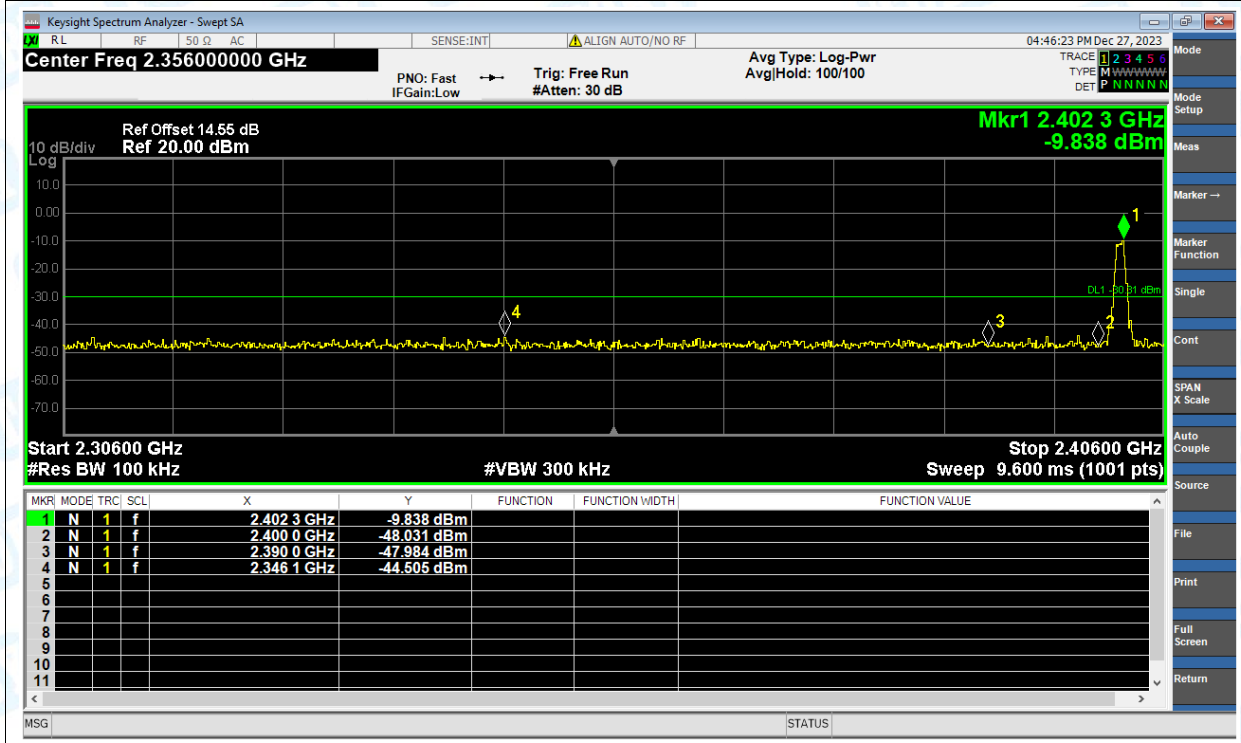 Keysight Spectrum Analyzer - Swept SA
LXI RL RF 50 Ω AC SENSE:INT ALIGN AUTO/NO RF 04:46:23 PM Dec 27, 2023
Center Freq 2.356000000 GHz
PNO: Fast
IFGain:Low
Trig: Free Run
#Atten: 30 dB
Avg Type: Log-Pwr
Avg|Hold: 100/100
TRACE 1 2 3 4 5 6
TYPE M WWWWW
DET P N N N N N
Ref Offset 14.55 dB
Ref 20.00 dBm
10 dB/div
Log
Mkr1 2.402 3 GHz
-9.838 dBm
10.0
0.00
-10.0
-20.0
-30.0
-40.0
-50.0
-60.0
-70.0
1
DL1 -30.31 dBm
4
3
2
Start 2.30600 GHz
Stop 2.40600 GHz
#Res BW 100 kHz
#VBW 300 kHz
Sweep 9.600 ms (1001 pts)
MKR MODE TRC SCL X Y FUNCTION FUNCTION WIDTH FUNCTION VALUE
1 N 1 f 2.402 3 GHz -9.838 dBm
2 N 1 f 2.400 0 GHz -48.031 dBm
3 N 1 f 2.390 0 GHz -47.984 dBm
4 N 1 f 2.346 1 GHz -44.505 dBm
5
6
7
8
9
10
11
MSG
STATUS
Mode
Mode
Setup
Meas
Marker →
Marker
Function
Single
Cont
SPAN
X Scale
Auto
Couple
Source
File
Print
Full
Screen
Return